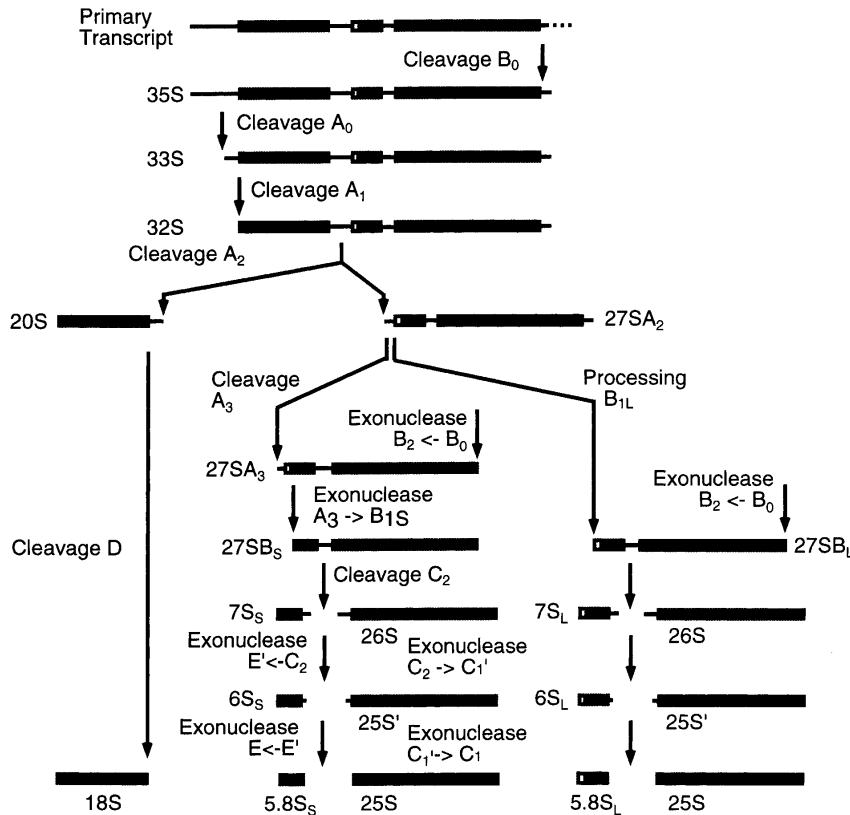 Primary
Transcript
Cleavage B₀
35S
Cleavage A₀
33S
Cleavage A₁
32S
Cleavage A₂
20S
27SA₂
Cleavage
A₃
Processing
B₁L
Exonuclease
B₂ <- B₀
27SA₃
Exonuclease
A₃ -> B₁S
Exonuclease
B₂ <- B₀
Cleavage D
27SBS
27SBL
Cleavage C₂
7SS
26S
7SL
26S
Exonuclease
E'<-C₂
Exonuclease
C₂ -> C₁'
6SS
25S'
6SL
25S'
Exonuclease
E<-E'
Exonuclease
C₁'-> C₁
18S
5.8SS
25S
5.8SL
25S